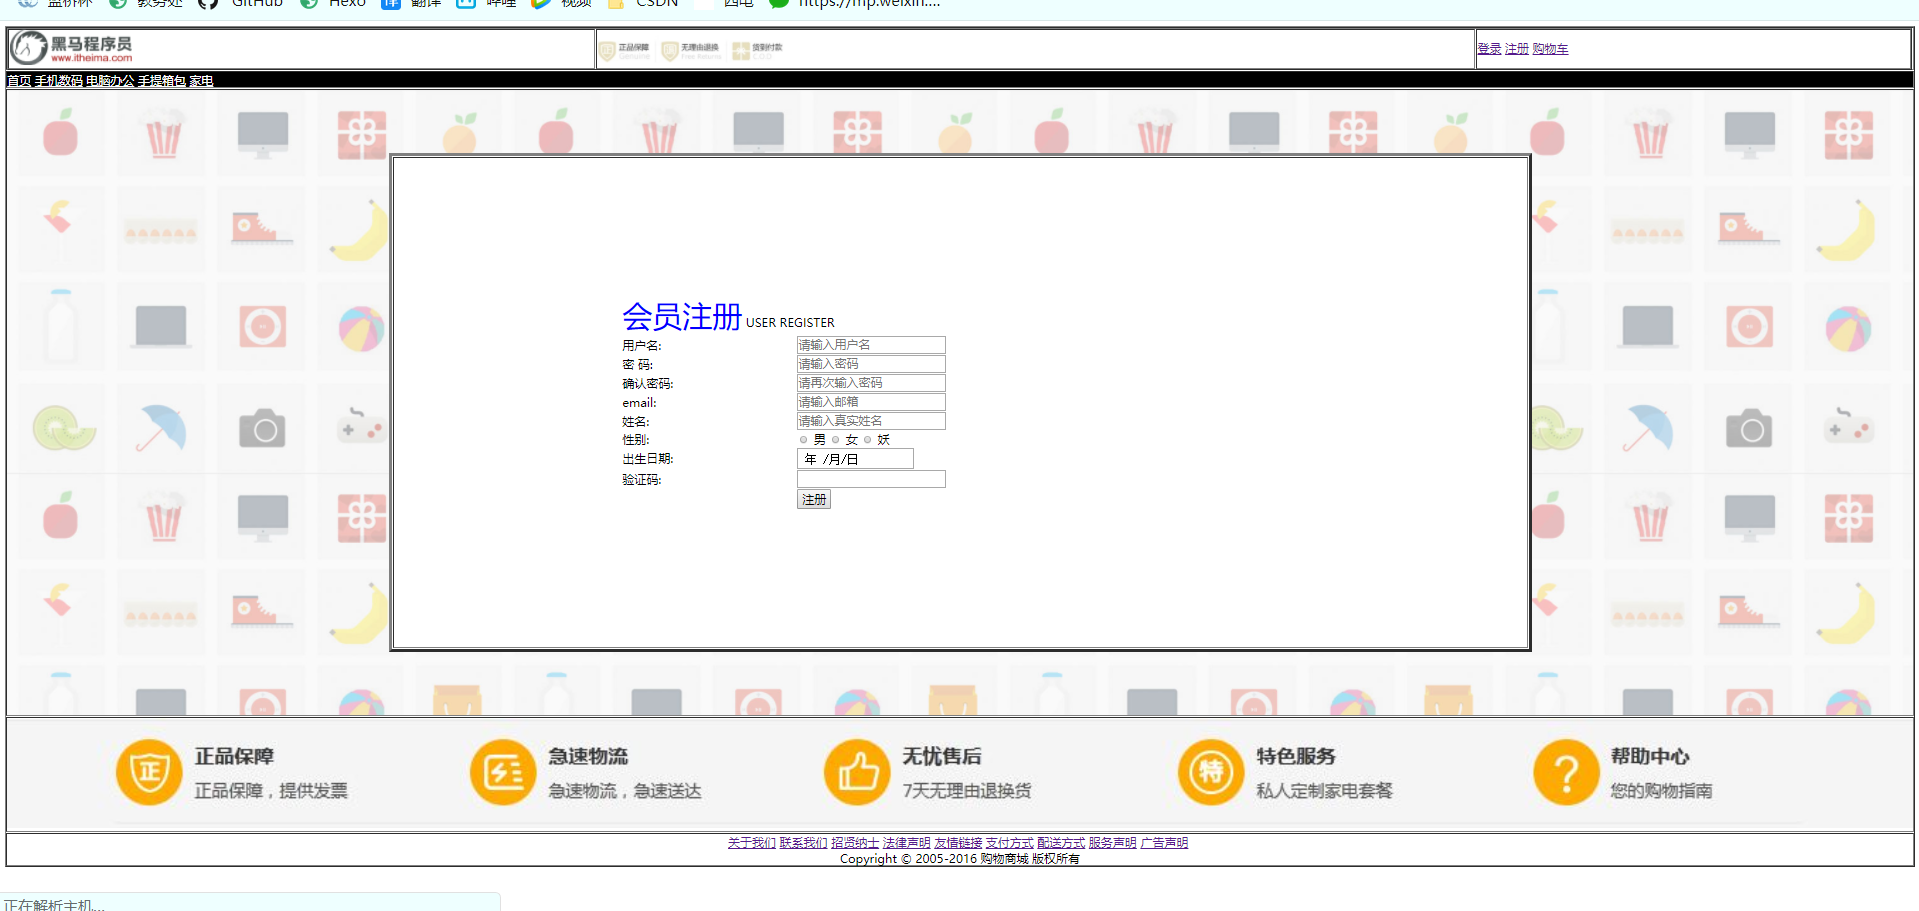 盖价杯 教务处 GitHub Hexo 翻译 哔哩 视频 CSDN 西电 https://mp.weixin....
黑马程序员
www.itheima.com
正品保障 无理由退换 货到付款
Genuine Free Returns C.O.D
登录 注册 购物车
首页 手机数码 电脑办公 手提箱包 家电
会员注册 USER REGISTER
用户名: 请输入用户名
密 码: 请输入密码
确认密码: 请再次输入密码
email: 请输入邮箱
姓名: 请输入真实姓名
性别: 男 女 妖
出生日期: 年 /月/日
验证码:
注册
正品保障 急速物流 无忧售后 特色服务 帮助中心
正 特
正品保障，提供发票 急速物流，急速送达 7天无理由退换货 私人定制家电套餐 您的购物指南
关于我们 联系我们 招贤纳士 法律声明 友情链接 支付方式 配送方式 服务声明 广告声明
Copyright © 2005-2016 购物商城 版权所有
正在解析主机...